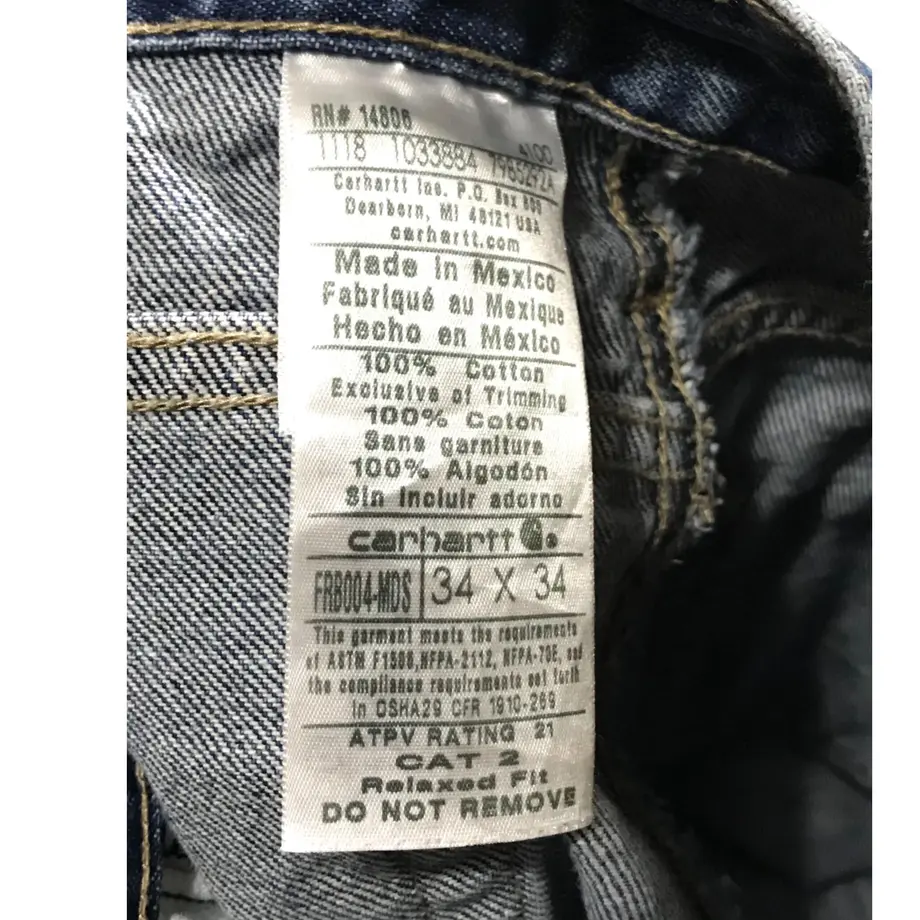 RN# 14806
4100
1118 1033884 7965292A
Carhartt Inc. P.O. Box 600
Dearborn, MI 48121 USA
carhartt.com
Made in Mexico
Fabriqué au Mexique
Hecho en México
100% Cotton
Exclusive of Trimming
100% Coton
Sans garniture
100% Algodón
Sin incluir adorno
carhartt
FRB004-MDS 34 X 34
This garment meets the requirements
of ASTM F1506,NFPA-2112, NFPA-70E, and
the compliance requirements set forth
in OSHA29 CFR 1910-269
ATPV RATING 21
CAT 2
Relaxed Fit
DO NOT REMOVE